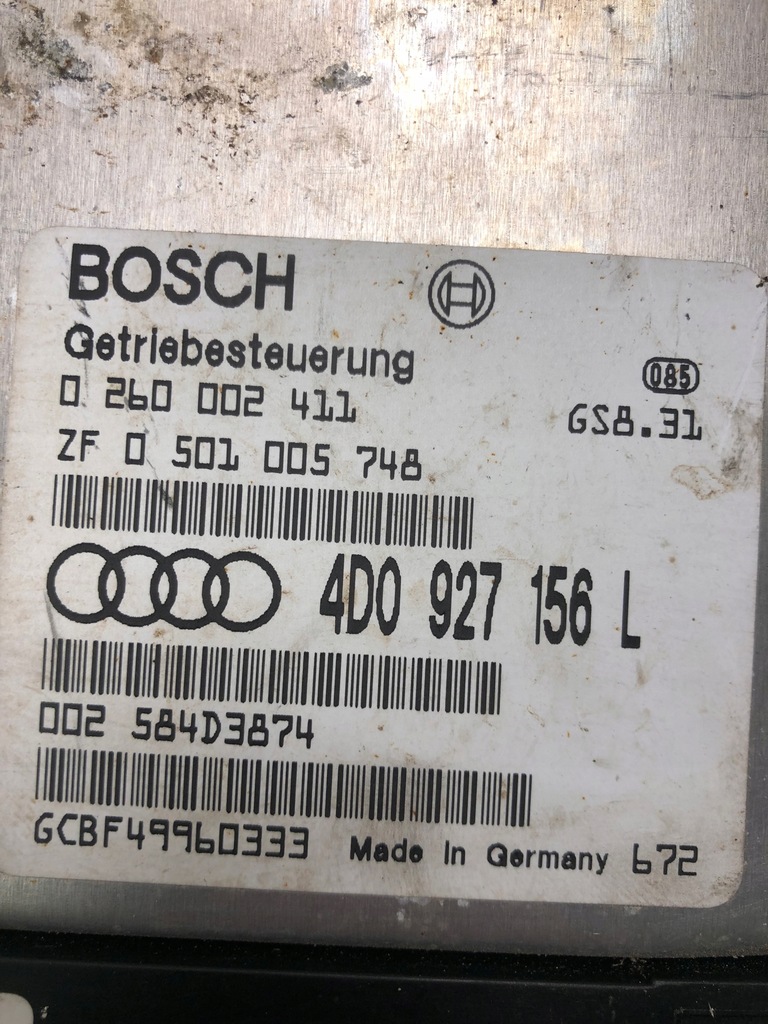 BOSCH
Getriebesteuerung
085
0 260 002 411
GS8.31
ZF 0 501 005 748
4D0 927 156 L
002 584D3874
GCBF49960333 Made in Germany 672